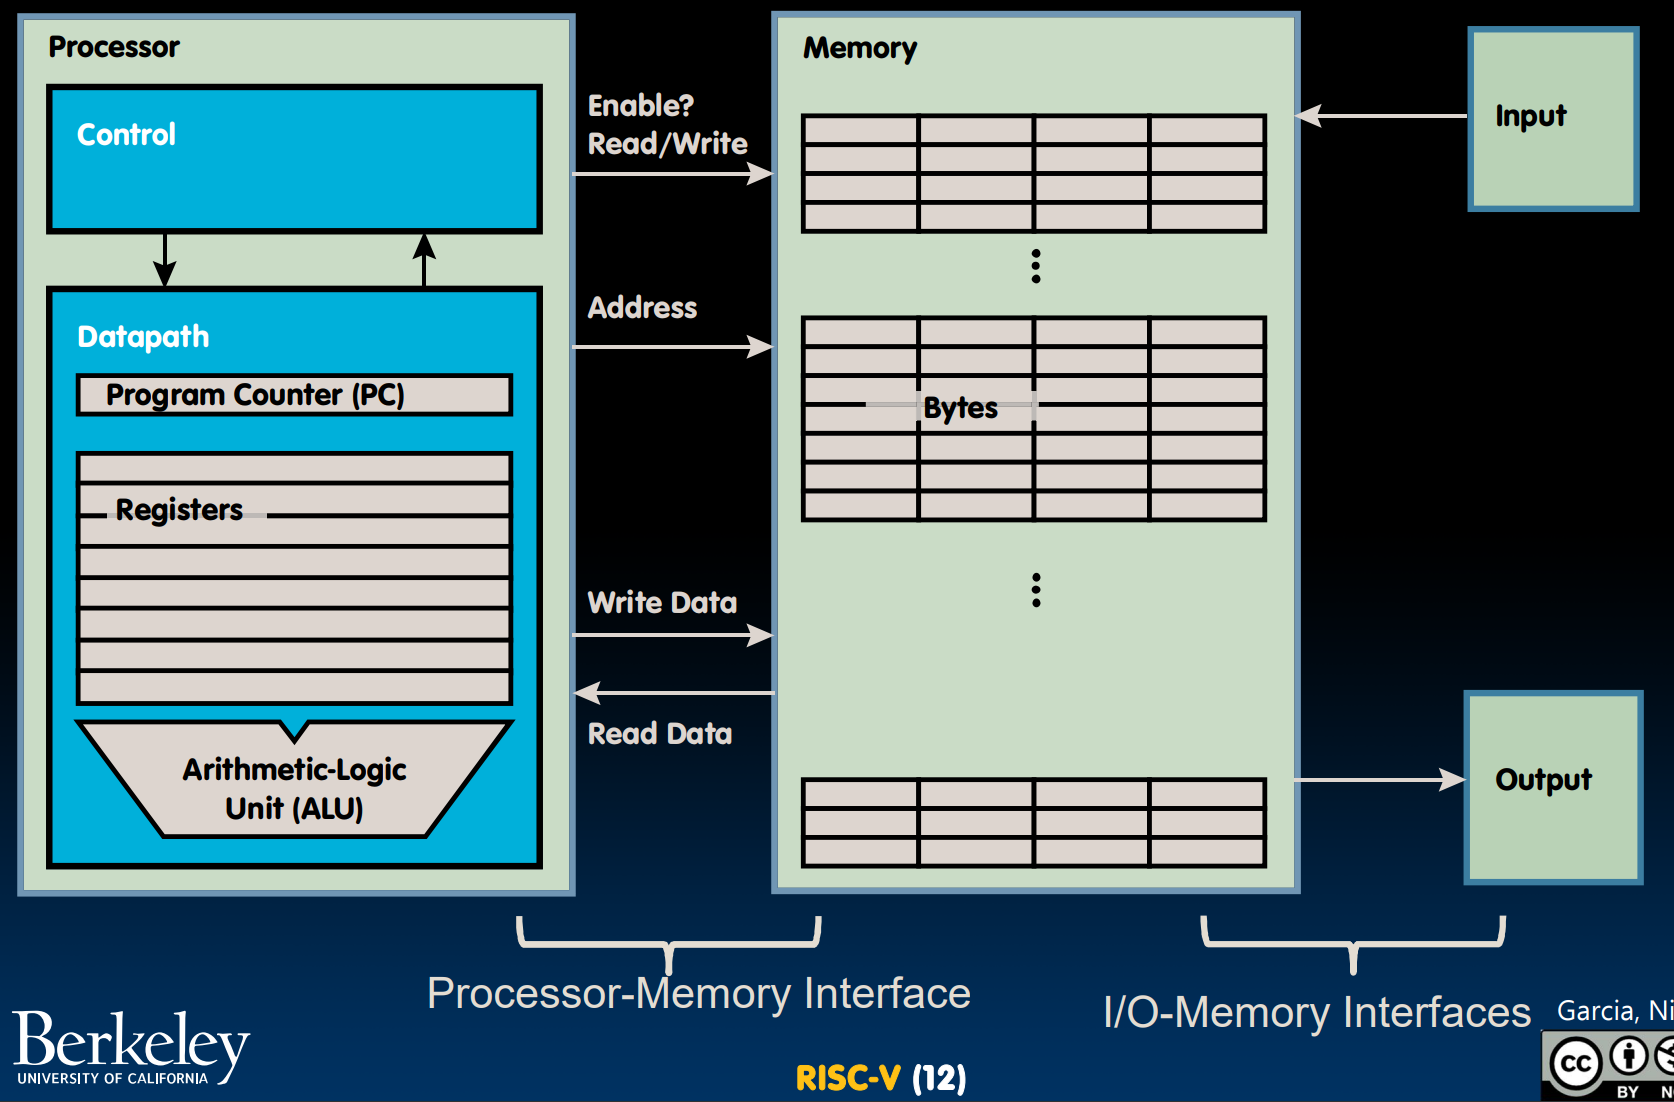 Processor
Control
Datapath
Program Counter (PC)
Registers
Arithmetic-Logic
Unit (ALU)
Enable?
Read/Write
Address
Write Data
Read Data
Memory
Bytes
Input
Output
Processor-Memory Interface
I/O-Memory Interfaces
Berkeley
UNIVERSITY OF CALIFORNIA
RISC-V (12)
Garcia,
cc
BY